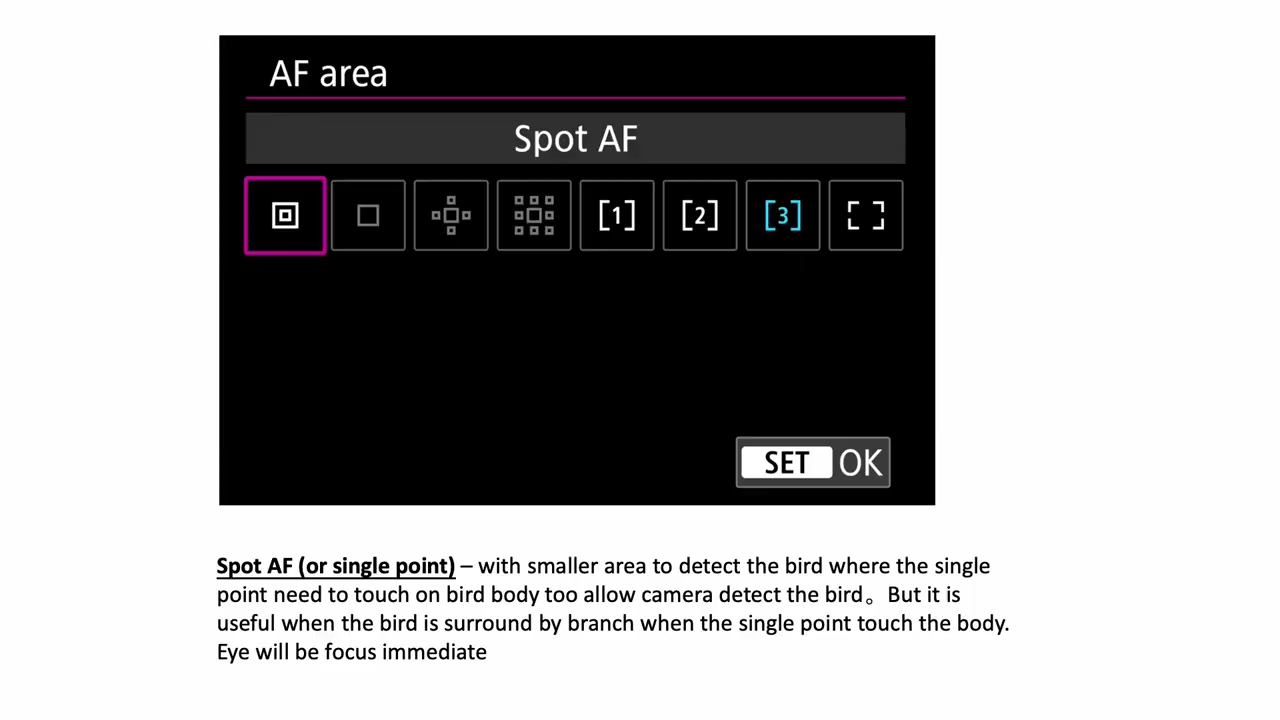 AF area
Spot AF
[1] [2] [3]
SET OK
Spot AF (or single point) – with smaller area to detect the bird where the single
point need to touch on bird body too allow camera detect the bird。But it is
useful when the bird is surround by branch when the single point touch the body.
Eye will be focus immediate